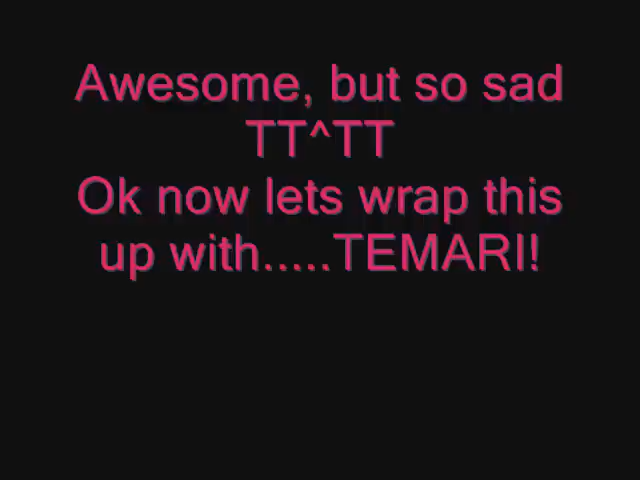 Awesome, but so sad
TT^TT
Ok now lets wrap this
up with.....TEMARI!